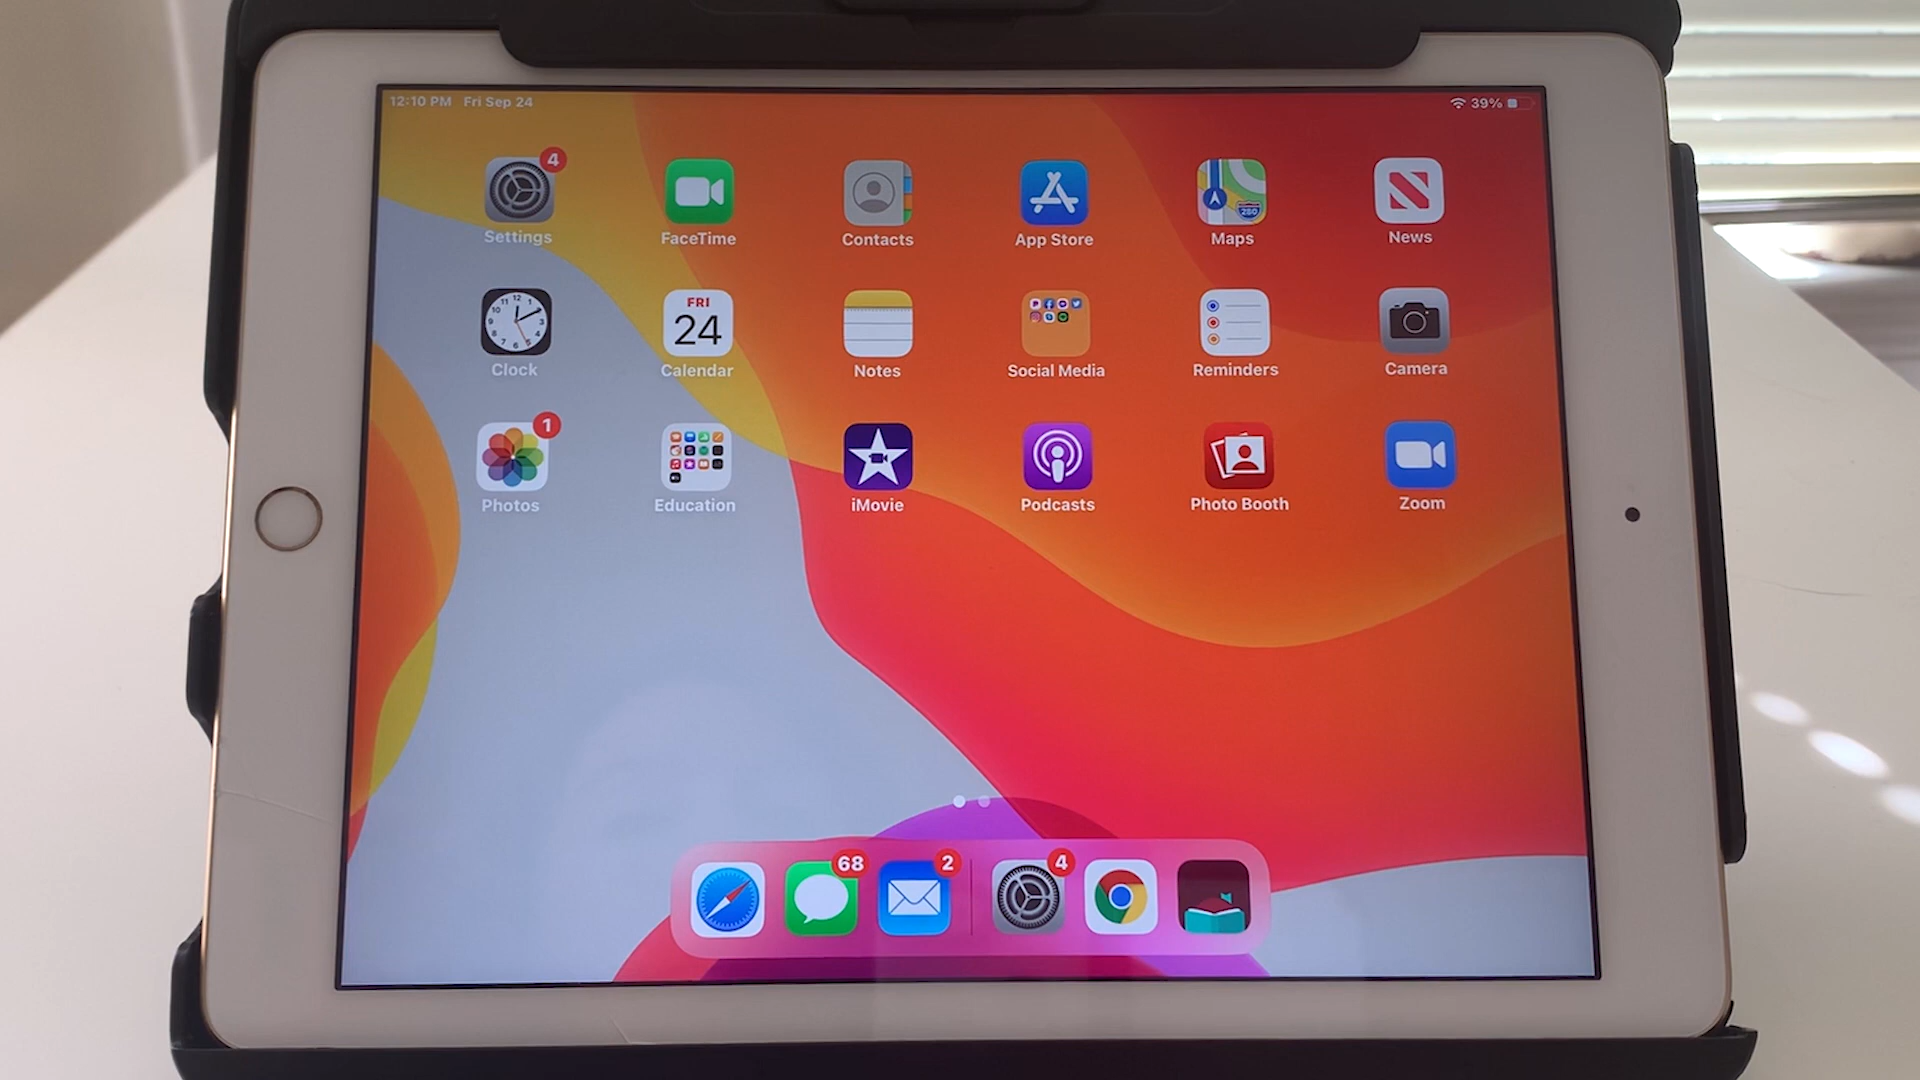 12:10 PM Fri Sep 24 39%
4
Settings FaceTime Contacts App Store Maps News
280
FRI
24
Clock Calendar Notes Social Media Reminders Camera
1
Photos Education iMovie Podcasts Photo Booth Zoom
68 2 4